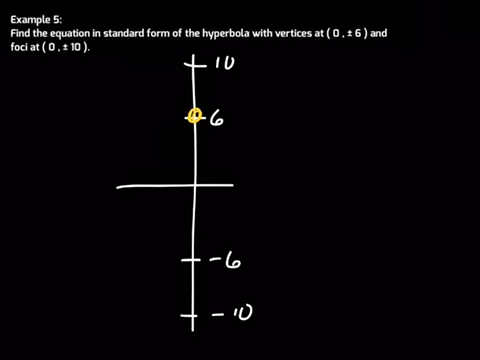 Example 5:
Find the equation in standard form of the hyperbola with vertices at ( 0 , ± 6 ) and
foci at ( 0 , ± 10 ).
10
6
-6
-10